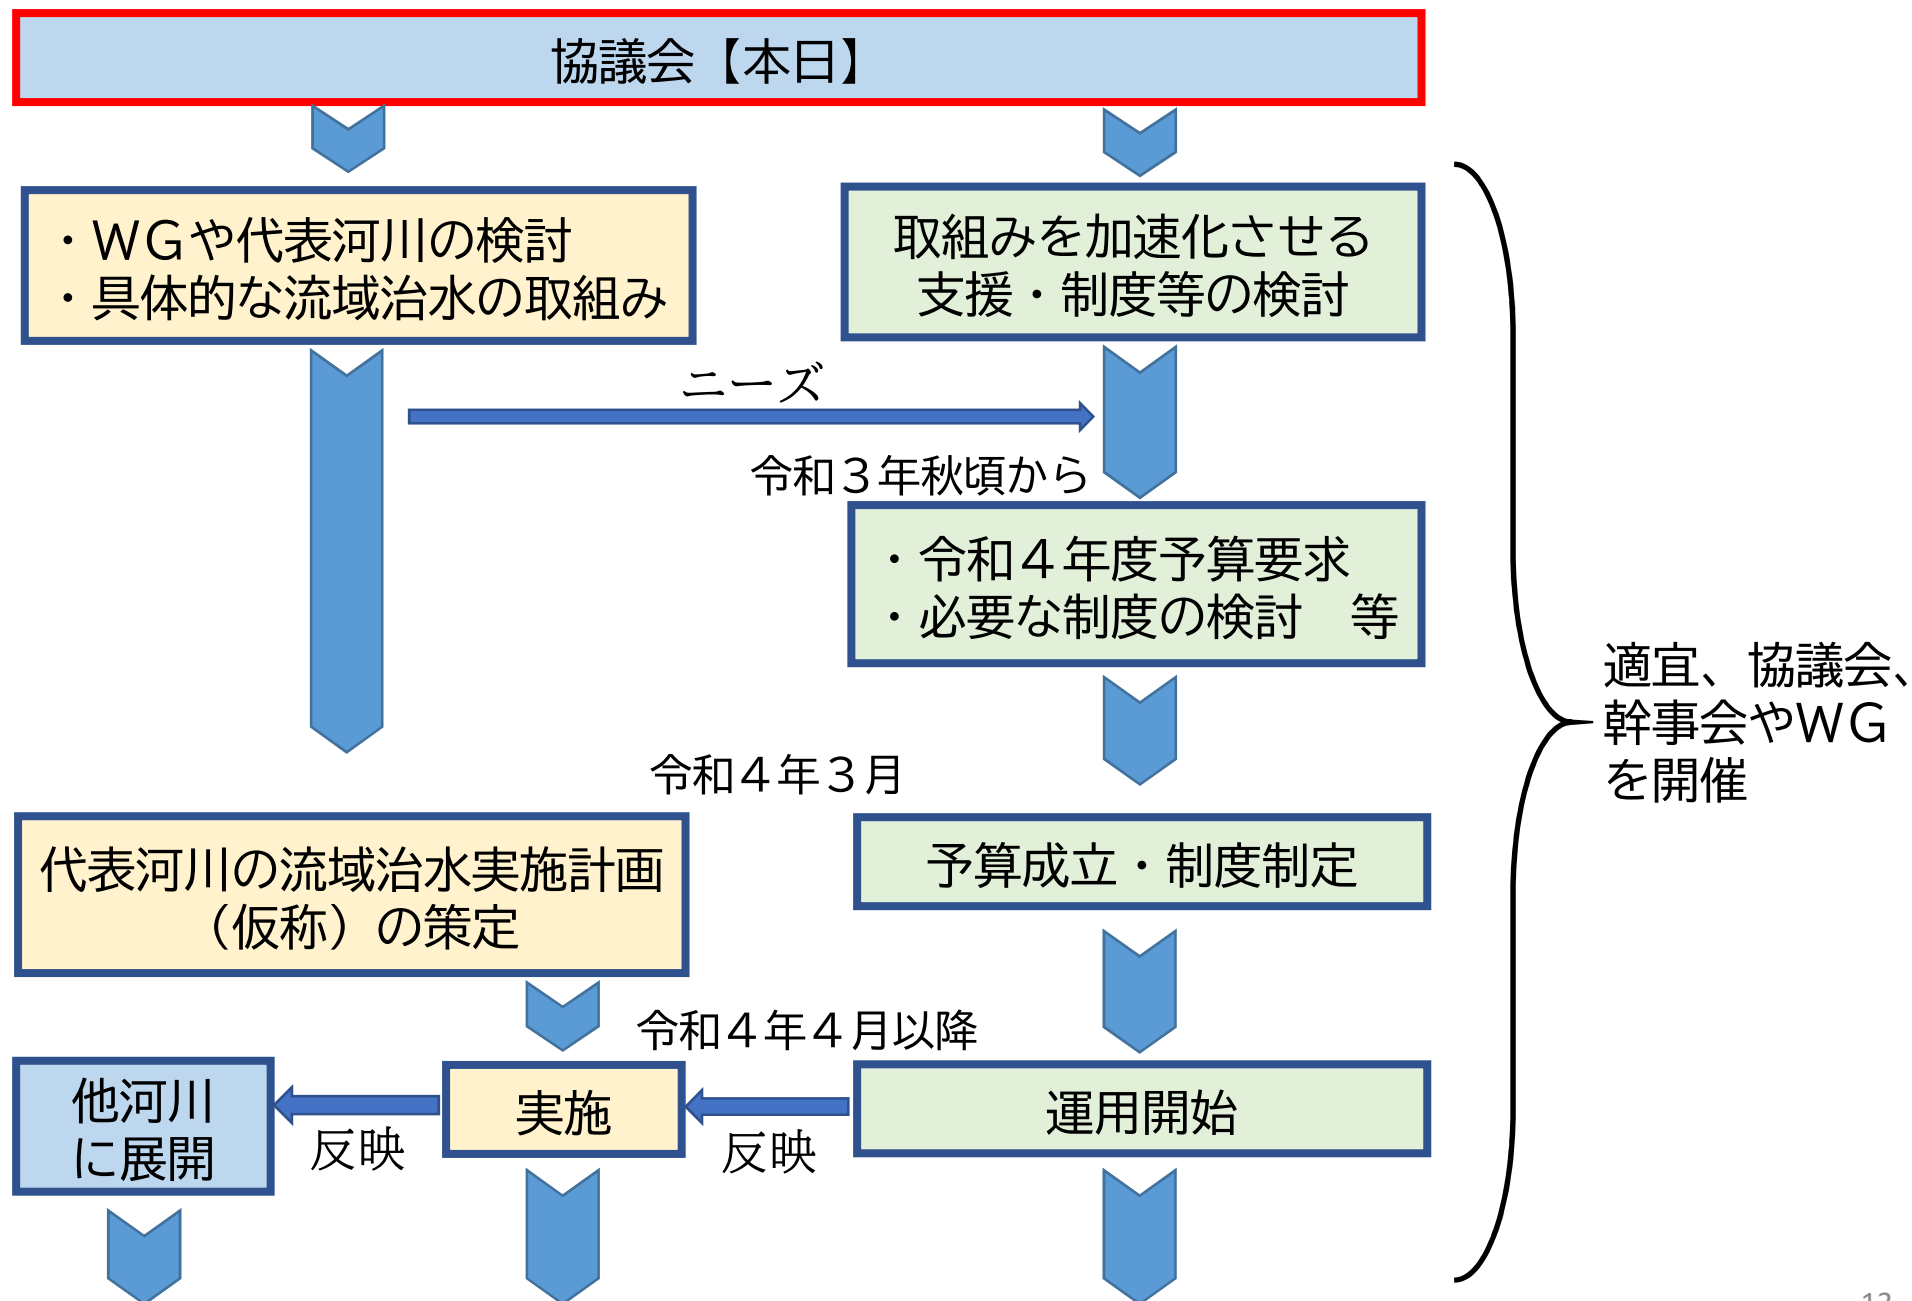 協議会【本日】
・ＷＧや代表河川の検討
・具体的な流域治水の取組み
取組みを加速化させる
支援・制度等の検討
ニーズ
令和３年秋頃から
・令和４年度予算要求
・必要な制度の検討　等
適宜、協議会、
幹事会やＷＧ
を開催
令和４年３月
代表河川の流域治水実施計画
（仮称）の策定
予算成立・制度制定
令和４年４月以降
他河川
に展開
反映
実施
反映
運用開始